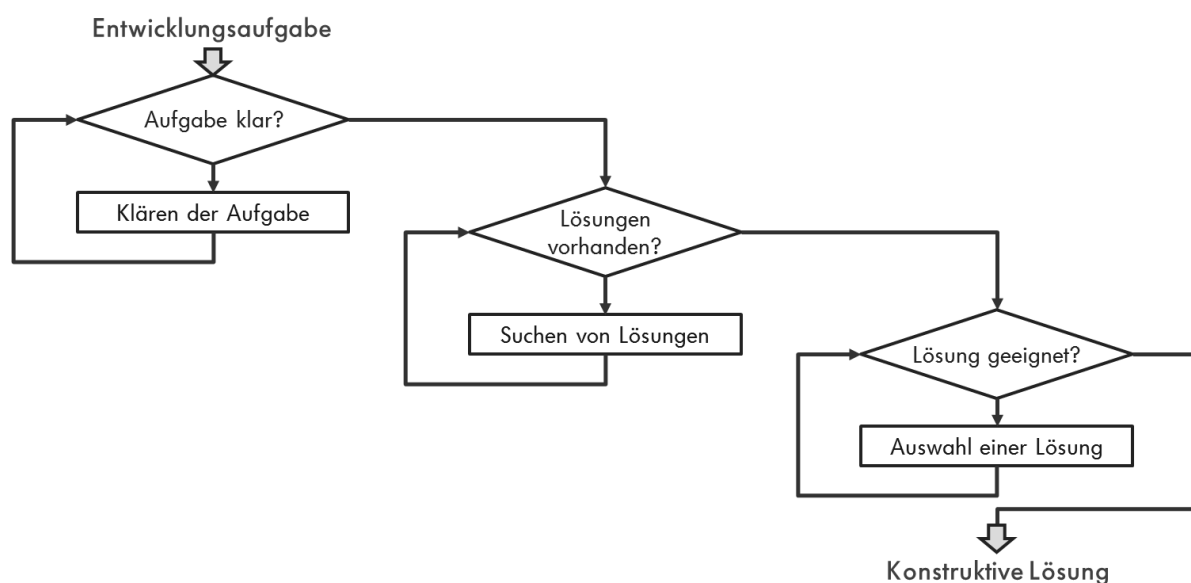 Entwicklungsaufgabe
Aufgabe klar?
Klären der Aufgabe
Lösungen
vorhanden?
Suchen von Lösungen
Lösung geeignet?
Auswahl einer Lösung
Konstruktive Lösung